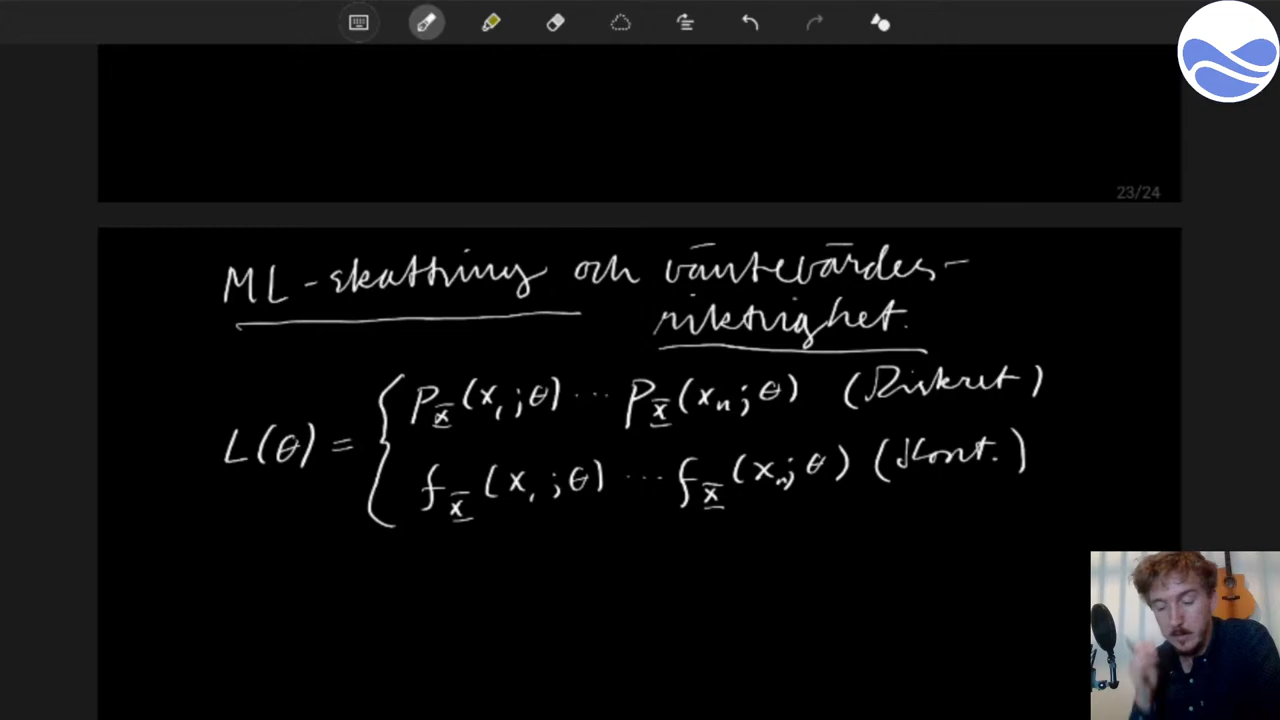 23/24
ML-skattning och väntevärdes-
riktighet.
L(θ) = { p_X(x₁;θ) ... p_X(xₙ;θ) (Diskret)
f_X(x₁;θ) ... f_X(xₙ;θ) (Kont.)